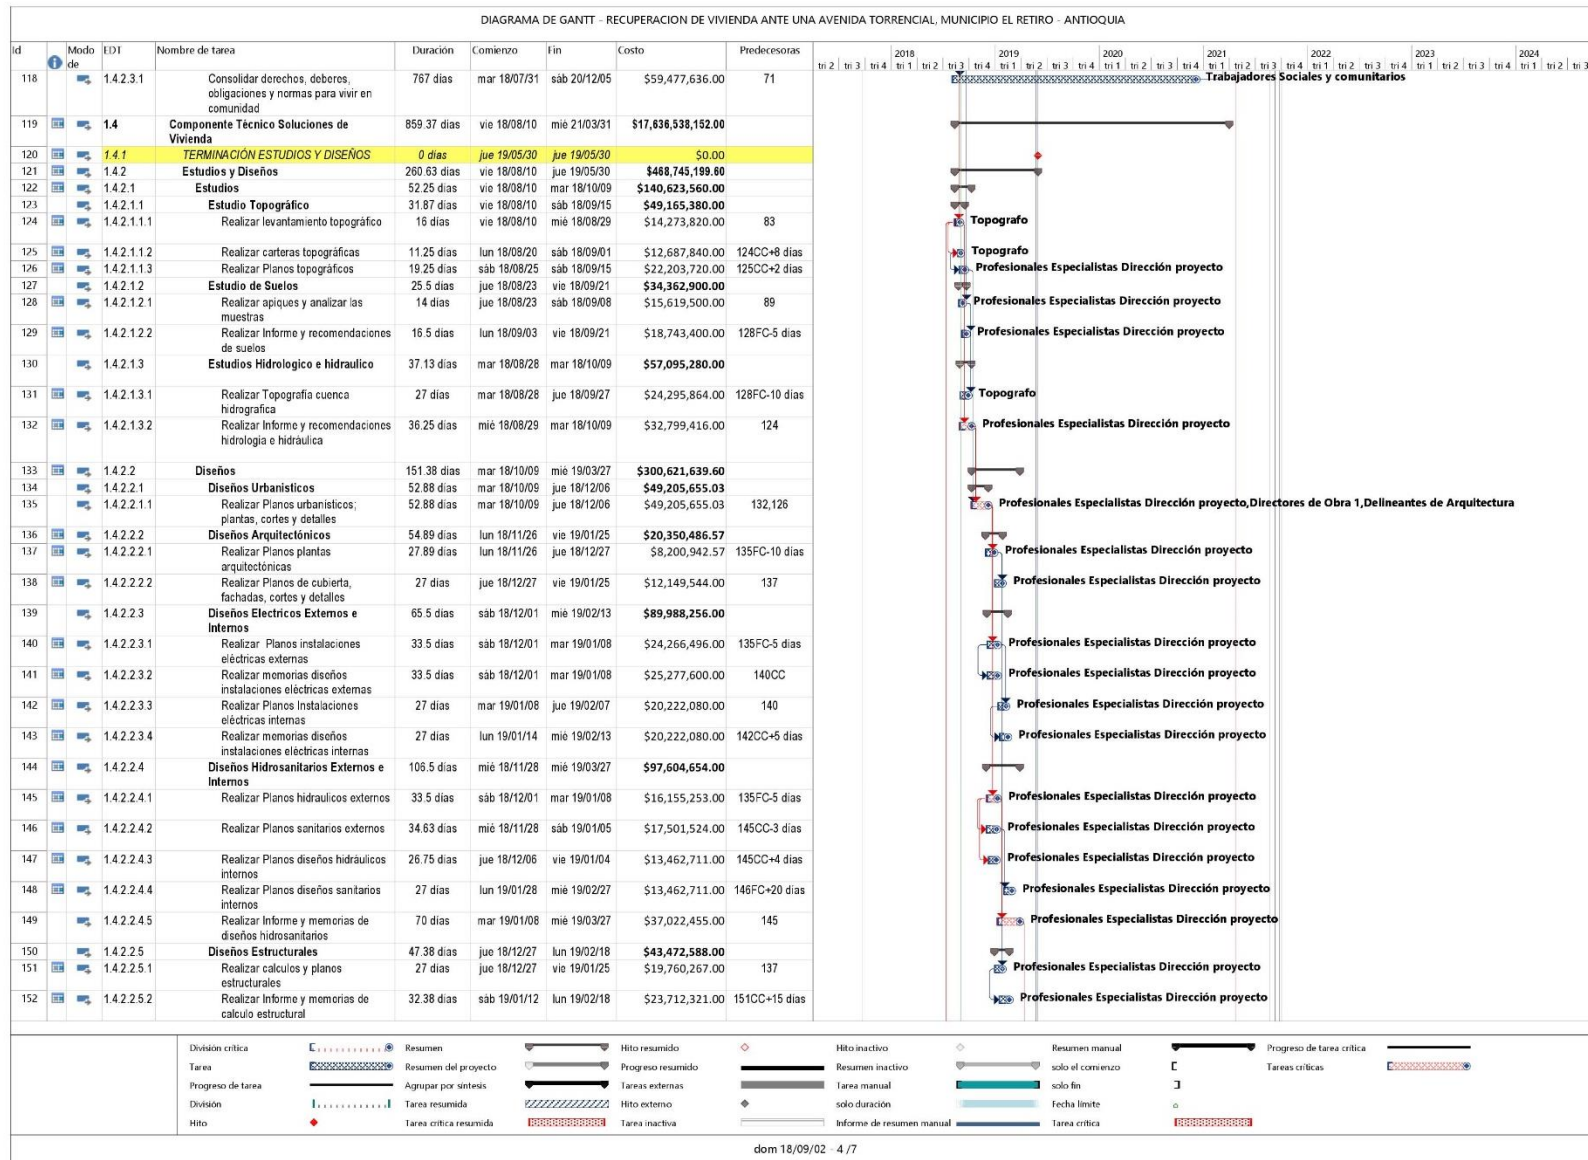 DIAGRAMA DE GANTT - RECUPERACION DE VIVIENDA ANTE UNA AVENIDA TORRENCIAL, MUNICIPIO EL RETIRO - ANTIOQUIA
Id Modo de EDT Nombre de tarea Duración Comienzo Fin Costo Predecesoras
2018 2019 2020 2021 2022 2023 2024
tri 2 tri 3 tri 4 tri 1 tri 2 tri 3 tri 4 tri 1 tri 2 tri 3 tri 4 tri 1 tri 2 tri 3 tri 4 tri 1 tri 2 tri 3 tri 4 tri 1 tri 2 tri 3 tri 4 tri 1 tri 2 tri 3 tri 4 tri 1 tri 2 tri 3
118 1.4.2.3.1 Consolidar derechos, deberes, 767 días mar 18/07/31 sáb 20/12/05 $59,477,636.00 71 Trabajadores Sociales y comunitarios
obligaciones y normas para vivir en
comunidad
119 1.4 Componente Técnico Soluciones de 859.37 días vie 18/08/10 mié 21/03/31 $17,636,538,152.00
Vivienda
120 1.4.1 TERMINACIÓN ESTUDIOS Y DISEÑOS 0 días jue 19/05/30 jue 19/05/30 $0.00
121 1.4.2 Estudios y Diseños 260.63 días vie 18/08/10 jue 19/05/30 $468,745,199.60
122 1.4.2.1 Estudios 52.25 días vie 18/08/10 mar 18/10/09 $140,623,560.00
123 1.4.2.1.1 Estudio Topográfico 31.87 días vie 18/08/10 sáb 18/09/15 $49,165,380.00
124 1.4.2.1.1.1 Realizar levantamiento topográfico 16 días vie 18/08/10 mié 18/08/29 $14,273,820.00 83 Topografo
125 1.4.2.1.1.2 Realizar carteras topográficas 11.25 días lun 18/08/20 sáb 18/09/01 $12,687,840.00 124CC+8 días Topografo
126 1.4.2.1.1.3 Realizar Planos topográficos 19.25 días sáb 18/08/25 sáb 18/09/15 $22,203,720.00 125CC+2 días Profesionales Especialistas Dirección proyecto
127 1.4.2.1.2 Estudio de Suelos 25.5 días jue 18/08/23 vie 18/09/21 $34,362,900.00
128 1.4.2.1.2.1 Realizar apiques y analizar las 14 días jue 18/08/23 sáb 18/09/08 $15,619,500.00 89 Profesionales Especialistas Dirección proyecto
muestras
129 1.4.2.1.2.2 Realizar Informe y recomendaciones 16.5 días lun 18/09/03 vie 18/09/21 $18,743,400.00 128FC-5 días Profesionales Especialistas Dirección proyecto
de suelos
130 1.4.2.1.3 Estudios Hidrologico e hidraulico 37.13 días mar 18/08/28 mar 18/10/09 $57,095,280.00
131 1.4.2.1.3.1 Realizar Topografía cuenca 27 días mar 18/08/28 jue 18/09/27 $24,295,864.00 128FC-10 días Topografo
hidrografica
132 1.4.2.1.3.2 Realizar Informe y recomendaciones 36.25 días mié 18/08/29 mar 18/10/09 $32,799,416.00 124 Profesionales Especialistas Dirección proyecto
hidrologia e hidráulica
133 1.4.2.2 Diseños 151.38 días mar 18/10/09 mié 19/03/27 $300,621,639.60
134 1.4.2.2.1 Diseños Urbanisticos 52.88 días mar 18/10/09 jue 18/12/06 $49,205,655.03
135 1.4.2.2.1.1 Realizar Planos urbanísticos; 52.88 días mar 18/10/09 jue 18/12/06 $49,205,655.03 132,126 Profesionales Especialistas Dirección proyecto,Directores de Obra 1,Delineantes de Arquitectura
plantas, cortes y detalles
136 1.4.2.2.2 Diseños Arquitectónicos 54.89 días lun 18/11/26 vie 19/01/25 $20,350,486.57
137 1.4.2.2.2.1 Realizar Planos plantas 27.89 días lun 18/11/26 jue 18/12/27 $8,200,942.57 135FC-10 días Profesionales Especialistas Dirección proyecto
arquitectónicas
138 1.4.2.2.2.2 Realizar Planos de cubierta, 27 días jue 18/12/27 vie 19/01/25 $12,149,544.00 137 Profesionales Especialistas Dirección proyecto
fachadas, cortes y detalles
139 1.4.2.2.3 Diseños Electricos Externos e 65.5 días sáb 18/12/01 mié 19/02/13 $89,988,256.00
Internos
140 1.4.2.2.3.1 Realizar Planos instalaciones 33.5 días sáb 18/12/01 mar 19/01/08 $24,266,496.00 135FC-5 días Profesionales Especialistas Dirección proyecto
eléctricas externas
141 1.4.2.2.3.2 Realizar memorias diseños 33.5 días sáb 18/12/01 mar 19/01/08 $25,277,600.00 140CC Profesionales Especialistas Dirección proyecto
instalaciones eléctricas externas
142 1.4.2.2.3.3 Realizar Planos Instalaciones 27 días mar 19/01/08 jue 19/02/07 $20,222,080.00 140 Profesionales Especialistas Dirección proyecto
eléctricas internas
143 1.4.2.2.3.4 Realizar memorias diseños 27 días lun 19/01/14 mié 19/02/13 $20,222,080.00 142CC+5 días Profesionales Especialistas Dirección proyecto
instalaciones eléctricas internas
144 1.4.2.2.4 Diseños Hidrosanitarios Externos e 106.5 días mié 18/11/28 mié 19/03/27 $97,604,654.00
Internos
145 1.4.2.2.4.1 Realizar Planos hidraulicos externos 33.5 días sáb 18/12/01 mar 19/01/08 $16,155,253.00 135FC-5 días Profesionales Especialistas Dirección proyecto
146 1.4.2.2.4.2 Realizar Planos sanitarios externos 34.63 días mié 18/11/28 sáb 19/01/05 $17,501,524.00 145CC-3 días Profesionales Especialistas Dirección proyecto
147 1.4.2.2.4.3 Realizar Planos diseños hidráulicos 26.75 días jue 18/12/06 vie 19/01/04 $13,462,711.00 145CC+4 días Profesionales Especialistas Dirección proyecto
internos
148 1.4.2.2.4.4 Realizar Planos diseños sanitarios 27 días lun 19/01/28 mié 19/02/27 $13,462,711.00 146FC+20 días Profesionales Especialistas Dirección proyecto
internos
149 1.4.2.2.4.5 Realizar Informe y memorias de 70 días mar 19/01/08 mié 19/03/27 $37,022,455.00 145 Profesionales Especialistas Dirección proyecto
diseños hidrosanitarios
150 1.4.2.2.5 Diseños Estructurales 47.38 días jue 18/12/27 lun 19/02/18 $43,472,588.00
151 1.4.2.2.5.1 Realizar calculos y planos 27 días jue 18/12/27 vie 19/01/25 $19,760,267.00 137 Profesionales Especialistas Dirección proyecto
estructurales
152 1.4.2.2.5.2 Realizar Informe y memorias de 32.38 días sáb 19/01/12 lun 19/02/18 $23,712,321.00 151CC+15 días Profesionales Especialistas Dirección proyecto
calculo estructural
División crítica Resumen Hito resumido Hito inactivo Resumen manual Progreso de tarea crítica
Tarea Resumen del proyecto Progreso resumido Resumen inactivo solo el comienzo Tareas críticas
Progreso de tarea Agrupar por síntesis Tareas externas Tarea manual solo fin
División Tarea resumida Hito externo solo duración Fecha límite
Hito Tarea crítica resumida Tarea inactiva Informe de resumen manual Tarea crítica
dom 18/09/02 - 4 /7